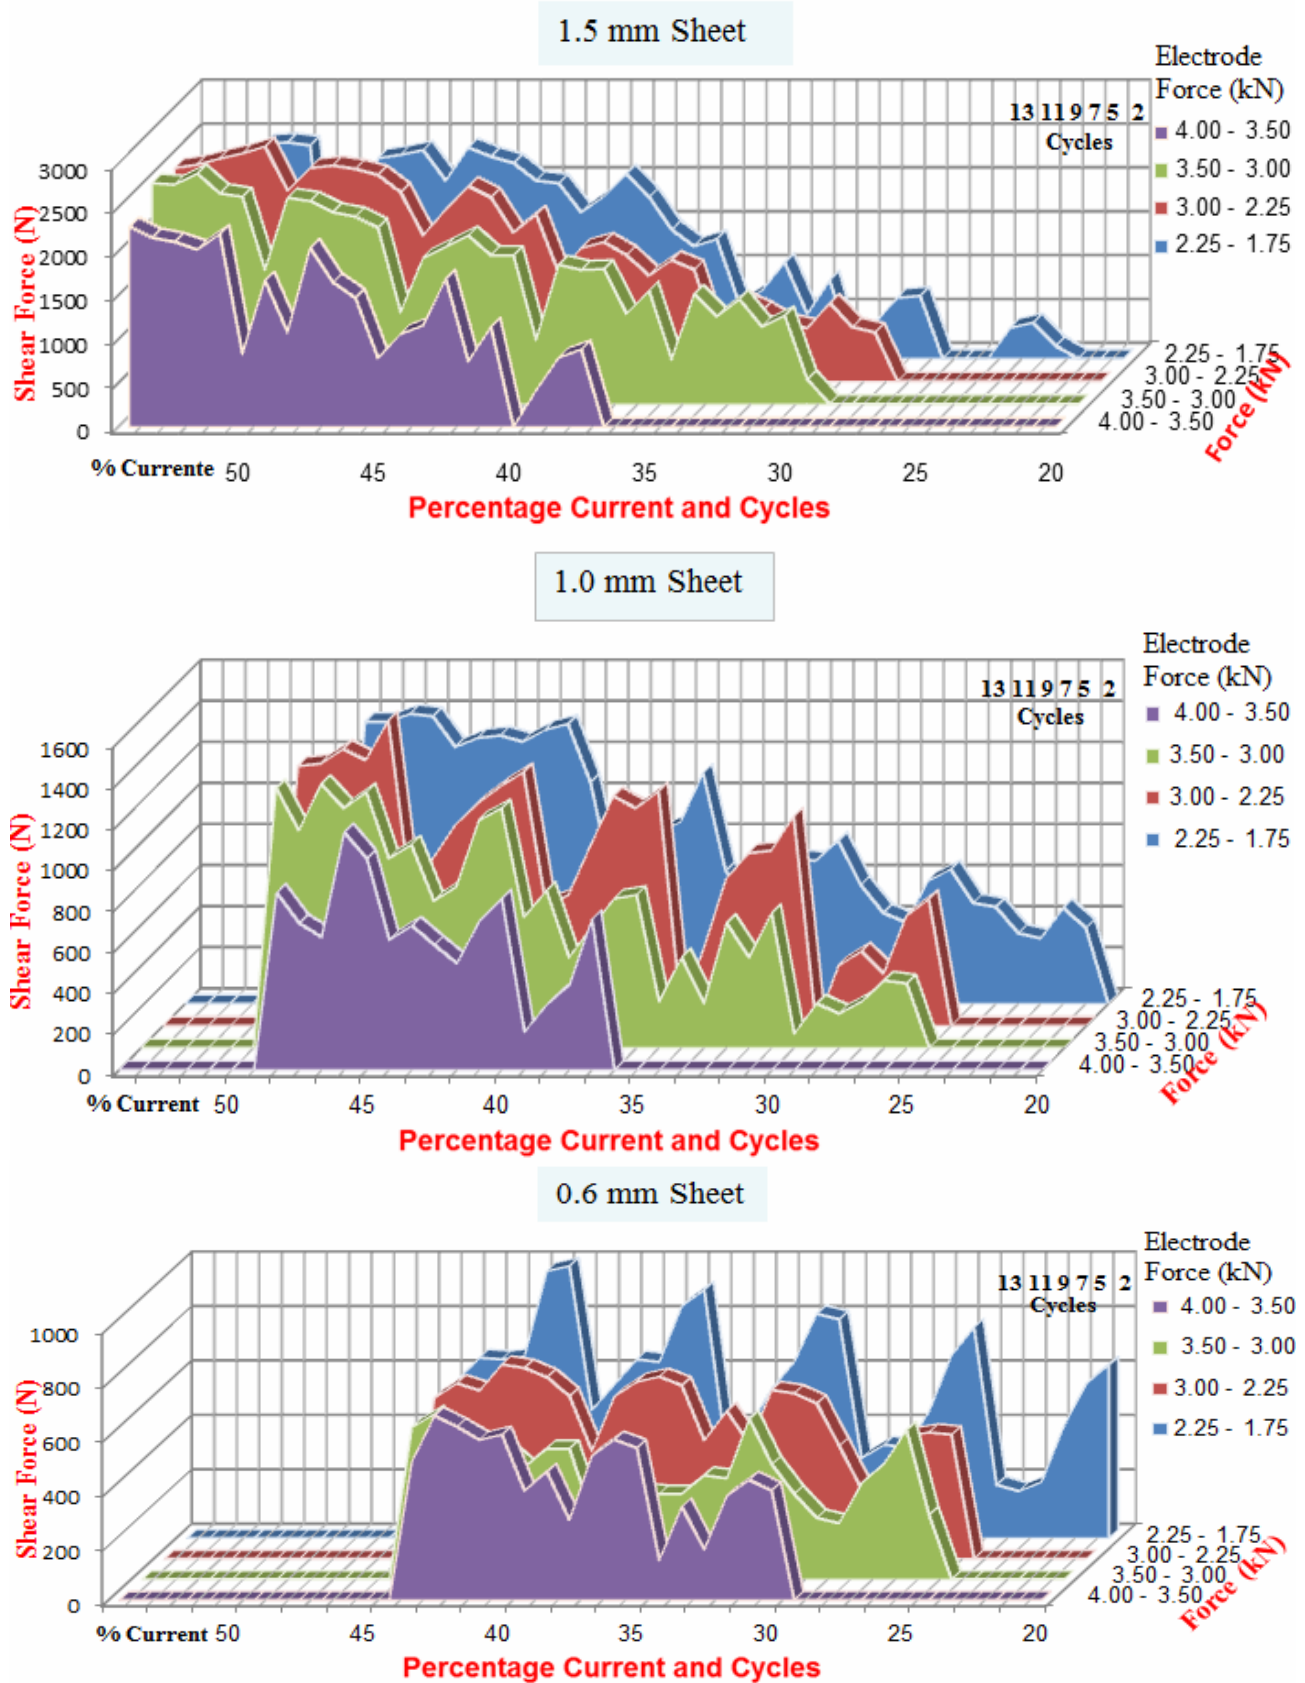 1.5 mm Sheet
Electrode
Force (kN)
13 11 9 7 5 2
Cycles
4.00 - 3.50
3.50 - 3.00
3.00 - 2.25
2.25 - 1.75
3000
2500
2000
1500
1000
500
0
Shear Force (N)
2.25 - 1.75
3.00 - 2.25
3.50 - 3.00
4.00 - 3.50
Force (kN)
% Currente 50 45 40 35 30 25 20
Percentage Current and Cycles
1.0 mm Sheet
Electrode
Force (kN)
13 11 9 7 5 2
Cycles
4.00 - 3.50
3.50 - 3.00
3.00 - 2.25
2.25 - 1.75
1600
1400
1200
1000
800
600
400
200
0
Shear Force (N)
2.25 - 1.75
3.00 - 2.25
3.50 - 3.00
4.00 - 3.50
Force (kN)
% Current 50 45 40 35 30 25 20
Percentage Current and Cycles
0.6 mm Sheet
Electrode
Force (kN)
13 11 9 7 5 2
Cycles
4.00 - 3.50
3.50 - 3.00
3.00 - 2.25
2.25 - 1.75
1000
800
600
400
200
0
Shear Force (N)
2.25 - 1.75
3.00 - 2.25
3.50 - 3.00
4.00 - 3.50
Force (kN)
% Current 50 45 40 35 30 25 20
Percentage Current and Cycles